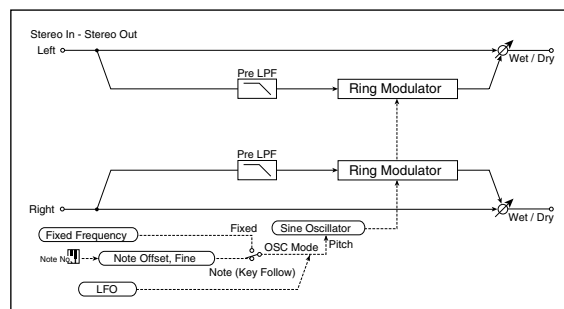 Stereo In - Stereo Out
Left
Wet / Dry
Pre LPF
Ring Modulator
Pre LPF
Ring Modulator
Right
Wet / Dry
Fixed Frequency
Fixed
Sine Oscillator
OSC Mode
Pitch
Note No.
Note Offset, Fine
Note (Key Follow)
LFO